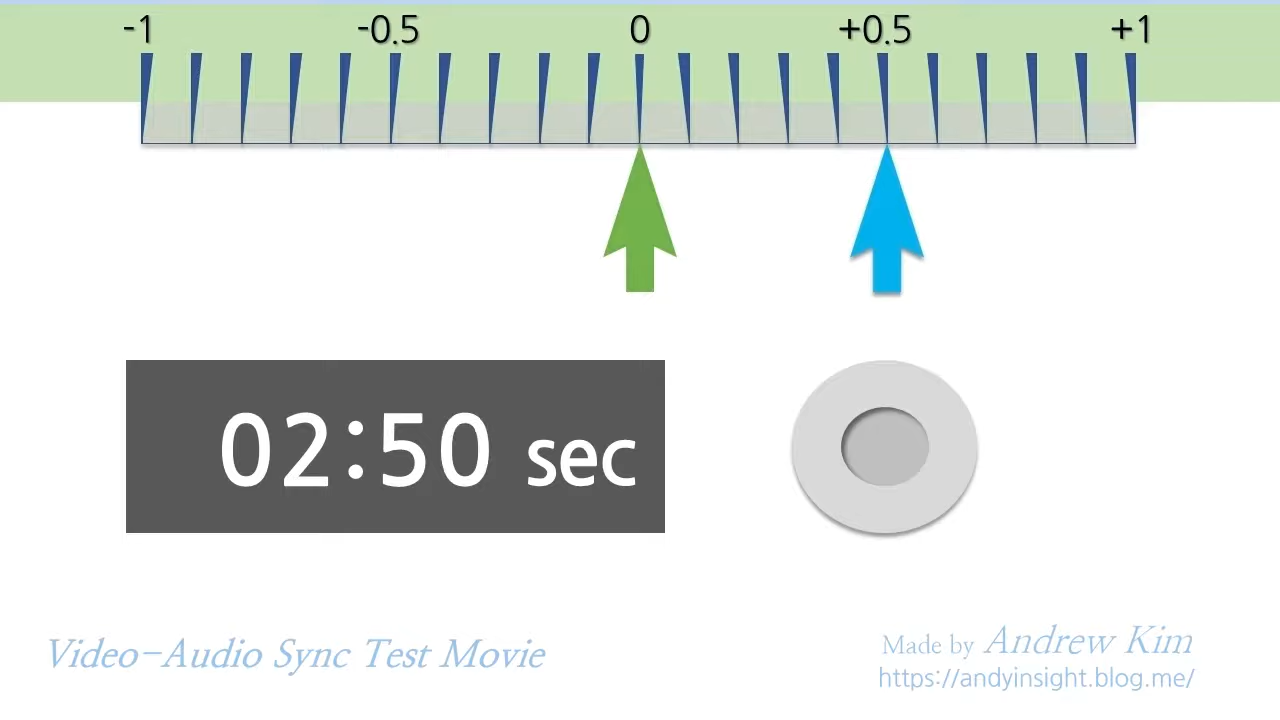 -1 -0.5 0 +0.5 +1
02:50 sec
Video-Audio Sync Test Movie
Made by Andrew Kim
https://andyinsight.blog.me/